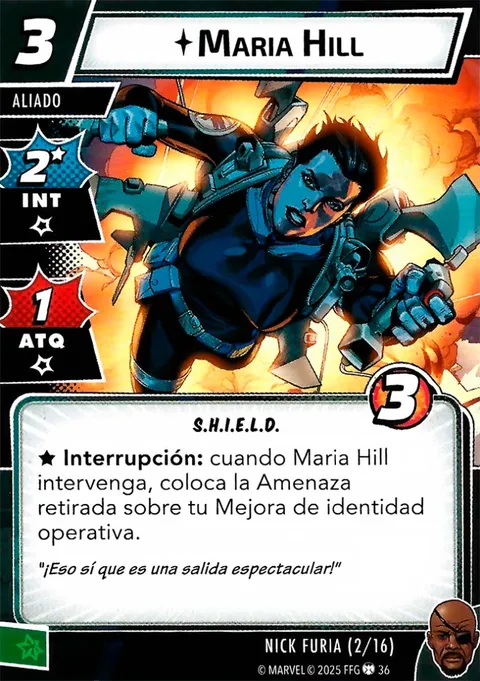 3
MARIA HILL
ALIADO
2
INT
1
ATQ
3
S.H.I.E.L.D.
★ Interrupción: cuando Maria Hill
intervenga, coloca la Amenaza
retirada sobre tu Mejora de identidad
operativa.
"¡Eso sí que es una salida espectacular!"
NICK FURIA (2/16)
© MARVEL © 2025 FFG 36